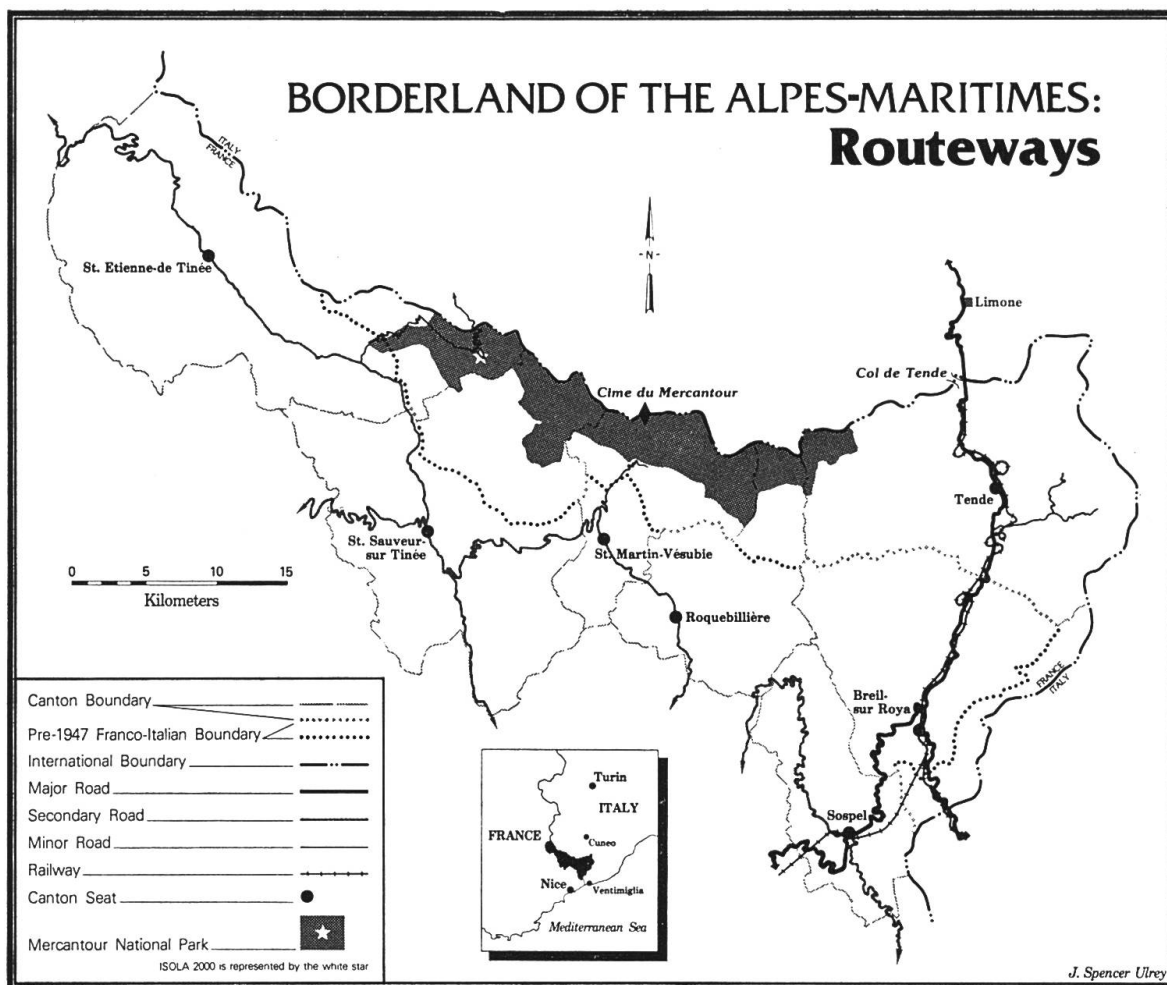 BORDERLAND OF THE ALPES-MARITIMES:
Routeways
ITALY
FRANCE
N
St. Etienne-de Tinée
Limone
Col de Tende
Cime du Mercantour
Tende
St. Sauveur-
sur Tinée
St. Martin-Vésubie
0 5 10 15
Kilometers
Roquebillière
FRANCE
ITALY
Breil-
sur Roya
Sospel
Canton Boundary
Pre-1947 Franco-Italian Boundary
International Boundary
Major Road
Secondary Road
Minor Road
Railway
Canton Seat
Mercantour National Park
ISOLA 2000 is represented by the white star
Turin
ITALY
FRANCE
Cuneo
Nice
Ventimiglia
Mediterranean Sea
J. Spencer Ulrey